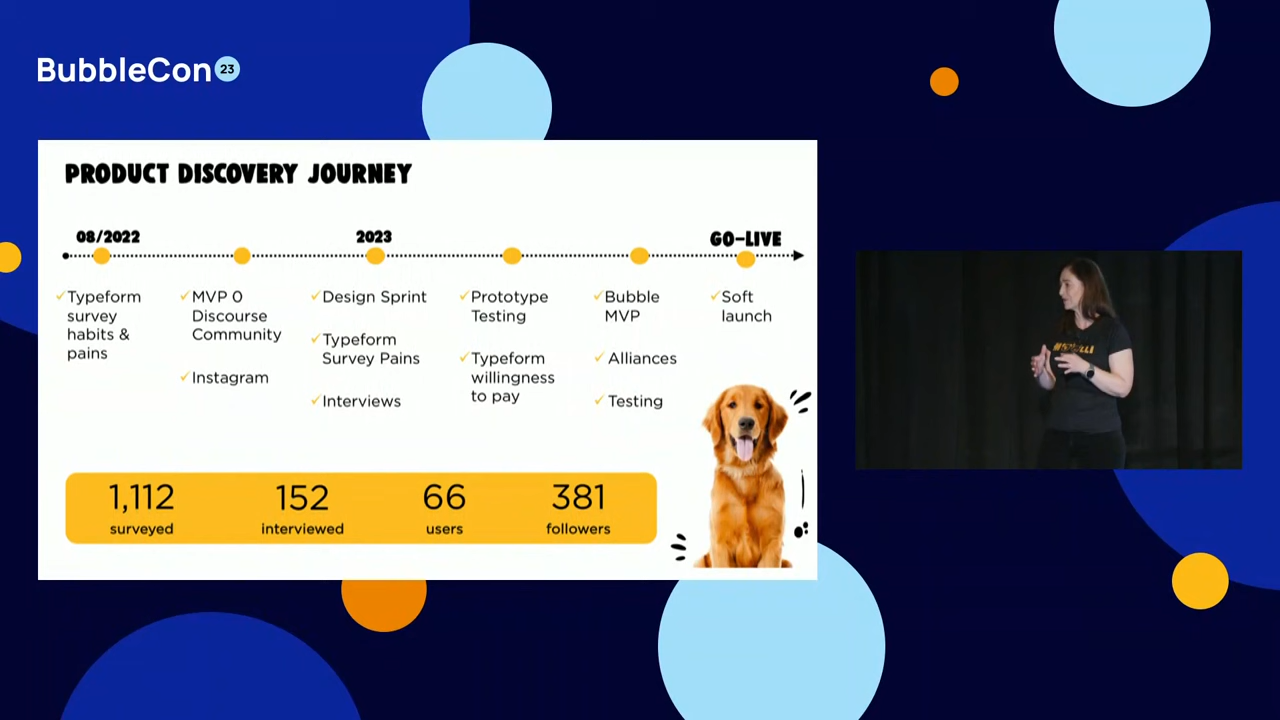 BubbleCon 23
PRODUCT DISCOVERY JOURNEY
08/2022
2023
GO-LIVE
Typeform
survey
habits &
pains
MVP 0
Discourse
Community
Instagram
Design Sprint
Typeform
Survey Pains
Interviews
Prototype
Testing
Typeform
willingness
to pay
Bubble
MVP
Alliances
Testing
Soft
launch
1,112
surveyed
152
interviewed
66
users
381
followers